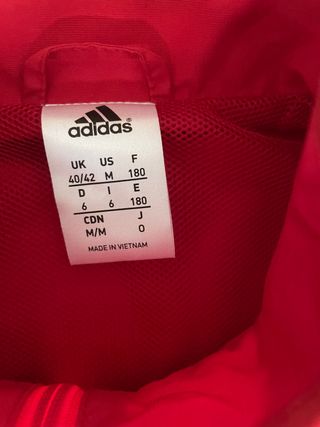 adidas
UK US F
40/42 M 180
D I E
6 6 180
CDN J
M/M O
MADE IN VIETNAM